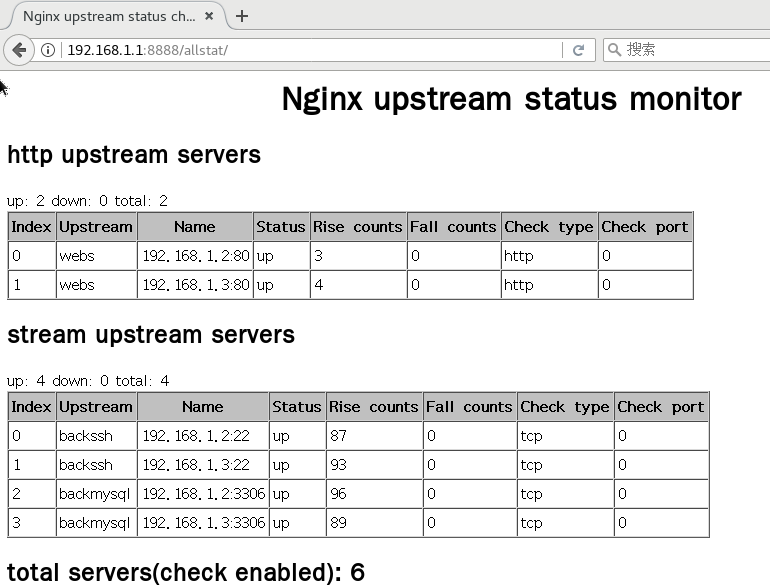 Nginx upstream status ch...
192.168.1.1:8888/allstat/
搜索
Nginx upstream status monitor
http upstream servers
up: 2 down: 0 total: 2
Index Upstream Name Status Rise counts Fall counts Check type Check port
0 webs 192.168.1.2:80 up 3 0 http 0
1 webs 192.168.1.3:80 up 4 0 http 0
stream upstream servers
up: 4 down: 0 total: 4
Index Upstream Name Status Rise counts Fall counts Check type Check port
0 backssh 192.168.1.2:22 up 87 0 tcp 0
1 backssh 192.168.1.3:22 up 93 0 tcp 0
2 backmysql 192.168.1.2:3306 up 96 0 tcp 0
3 backmysql 192.168.1.3:3306 up 89 0 tcp 0
total servers(check enabled): 6